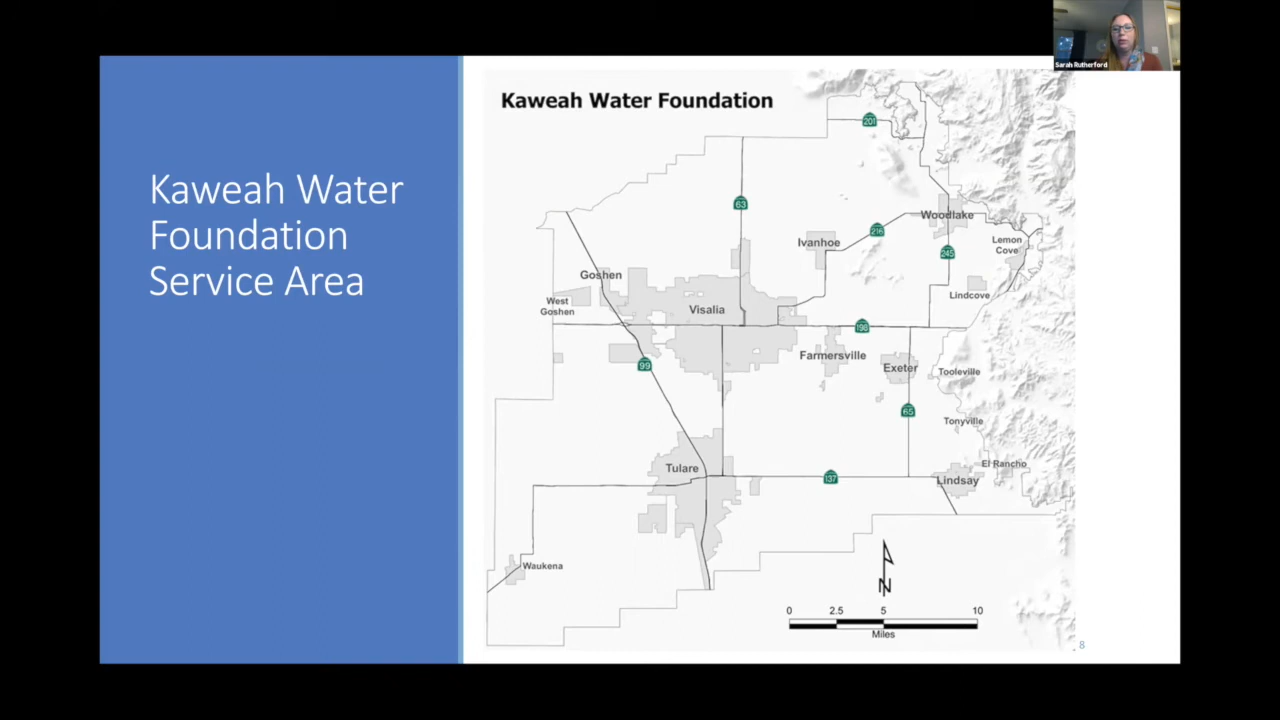 Sarah Rutherford
Kaweah Water
Foundation
Service Area
Kaweah Water Foundation
201
63
216
Woodlake
Ivanhoe
Lemon
Cove
245
Goshen
West
Goshen
Lindcove
Visalia
198
Farmersville
99
Exeter
Tooleville
65
Tonyville
Tulare
El Rancho
137
Lindsay
Waukena
N
0 2.5 5 10
Miles
8